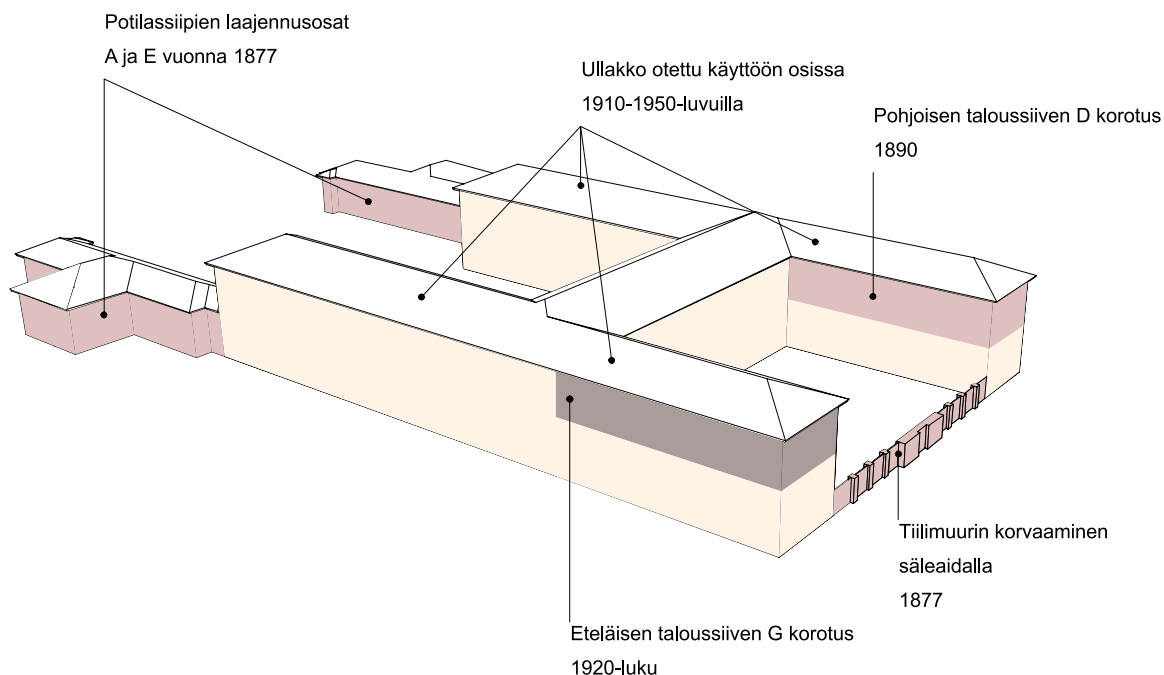 Potilassiipien laajennusosat
A ja E vuonna 1877
Ullakko otettu käyttöön osissa
1910-1950-luvuilla
Pohjoisen taloussiiven D korotus
1890
Tiilimuurin korvaaminen
säleaidalla
1877
Eteläisen taloussiiven G korotus
1920-luku